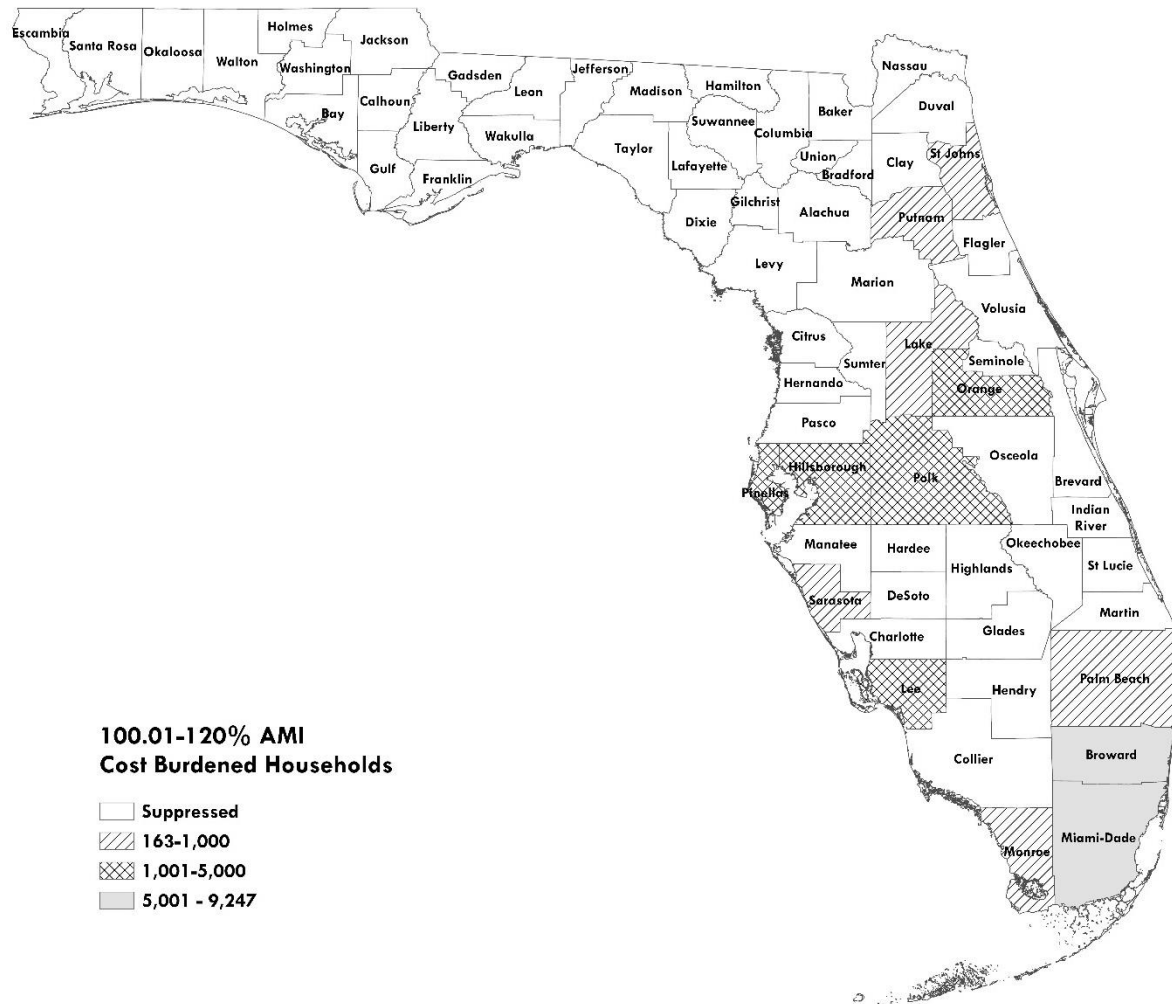 Escambia
Santa Rosa
Okaloosa
Walton
Holmes
Washington
Jackson
Bay
Calhoun
Gulf
Gadsden
Liberty
Franklin
Leon
Wakulla
Jefferson
Madison
Taylor
Hamilton
Suwannee
Lafayette
Dixie
Columbia
Gilchrist
Levy
Baker
Union
Bradford
Alachua
Nassau
Duval
Clay
St Johns
Putnam
Flagler
Marion
Volusia
Citrus
Sumter
Lake
Seminole
Hernando
Orange
Pasco
Hillsborough
Pinellas
Polk
Osceola
Brevard
Indian
River
Manatee
Hardee
Highlands
Okeechobee
St Lucie
Sarasota
DeSoto
Martin
Charlotte
Glades
Lee
Hendry
Palm Beach
Collier
Broward
Miami-Dade
Monroe
100.01-120% AMI
Cost Burdened Households
Suppressed
163-1,000
1,001-5,000
5,001 - 9,247